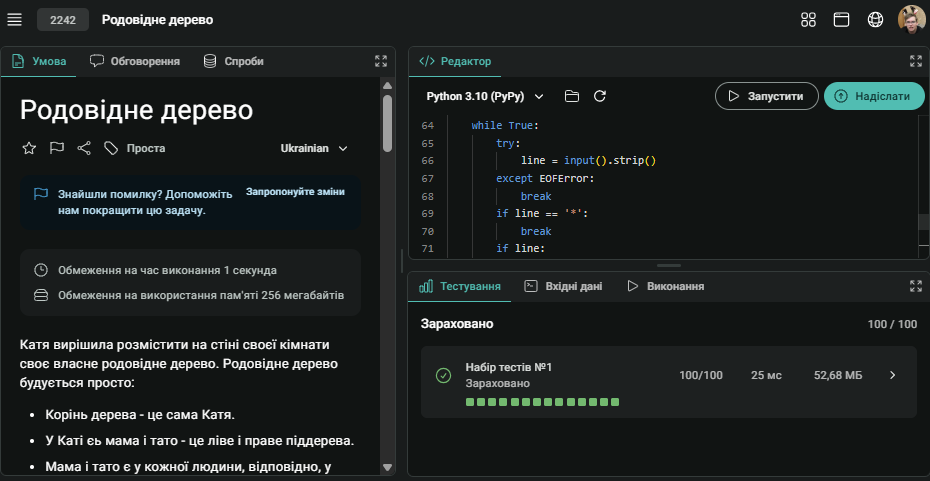 2242 Родовідне дерево
Умова Обговорення Спроби
Родовідне дерево
Проста Ukrainian
Знайшли помилку? Допоможіть нам покращити цю задачу. Запропонуйте зміни
Обмеження на час виконання 1 секунда
Обмеження на використання пам'яті 256 мегабайтів
Катя вирішила розмістити на стіні своєї кімнати
своє власне родовідне дерево. Родовідне дерево
будується просто:
• Корінь дерева - це сама Катя.
• У Каті єь мама і тато - це ліве і праве піддерева.
• Мама і тато є у кожної людини, відповідно, у
</> Редактор
Python 3.10 (PyPy) Запустити Надіслати
64 while True:
65 try:
66 line = input().strip()
67 except EOFError:
68 break
69 if line == '*':
70 break
71 if line:
Тестування Вхідні дані Виконання
Зараховано 100 / 100
Набір тестів №1
Зараховано
100/100 25 мс 52,68 МБ